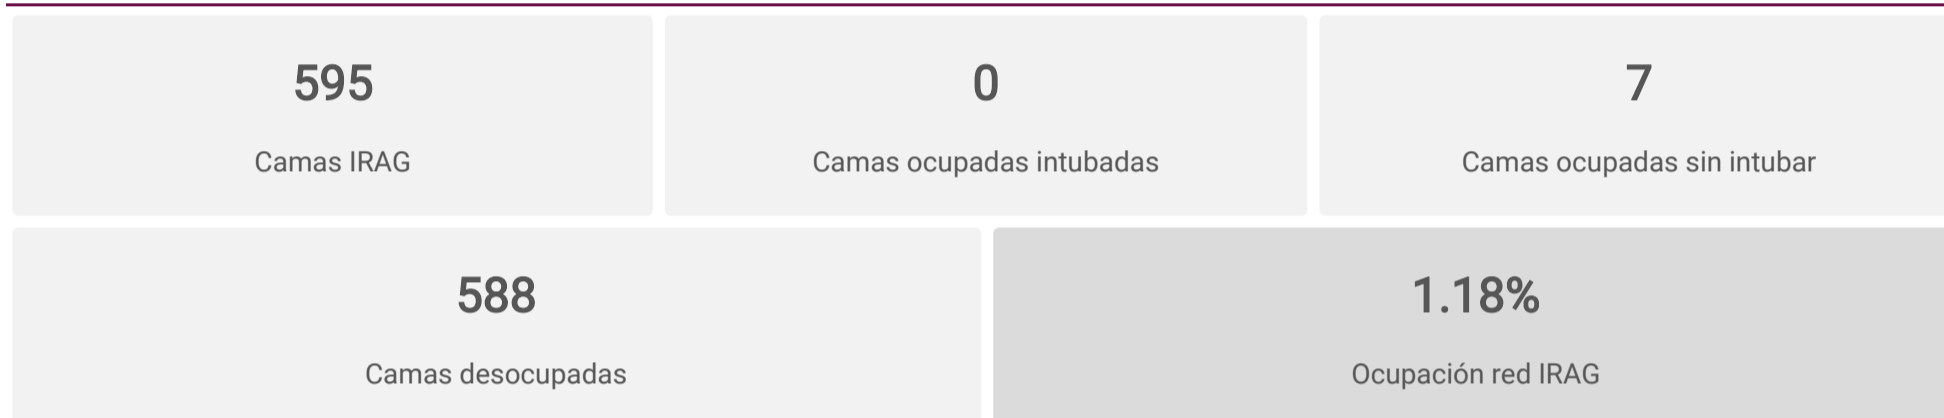 595
0
7
Camas IRAG
Camas ocupadas intubadas
Camas ocupadas sin intubar
588
1.18%
Camas desocupadas
Ocupación red IRAG